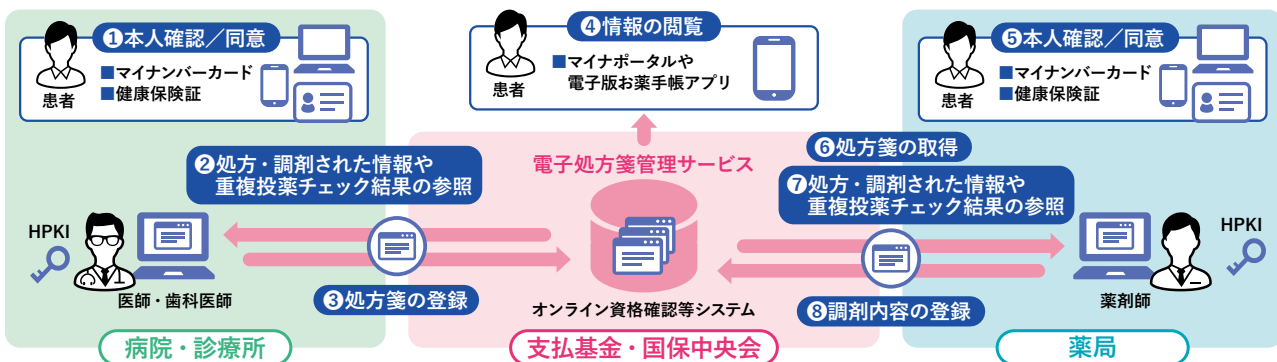 ❶本人確認／同意
■マイナンバーカード
■健康保険証
患者
❷処方・調剤された情報や
重複投薬チェック結果の参照
HPKI
医師・歯科医師
❸処方箋の登録
病院・診療所
❹情報の閲覧
■マイナポータルや
電子版お薬手帳アプリ
患者
電子処方箋管理サービス
オンライン資格確認等システム
支払基金・国保中央会
❺本人確認／同意
■マイナンバーカード
■健康保険証
患者
❻処方箋の取得
❼処方・調剤された情報や
重複投薬チェック結果の参照
HPKI
薬剤師
❽調剤内容の登録
薬局